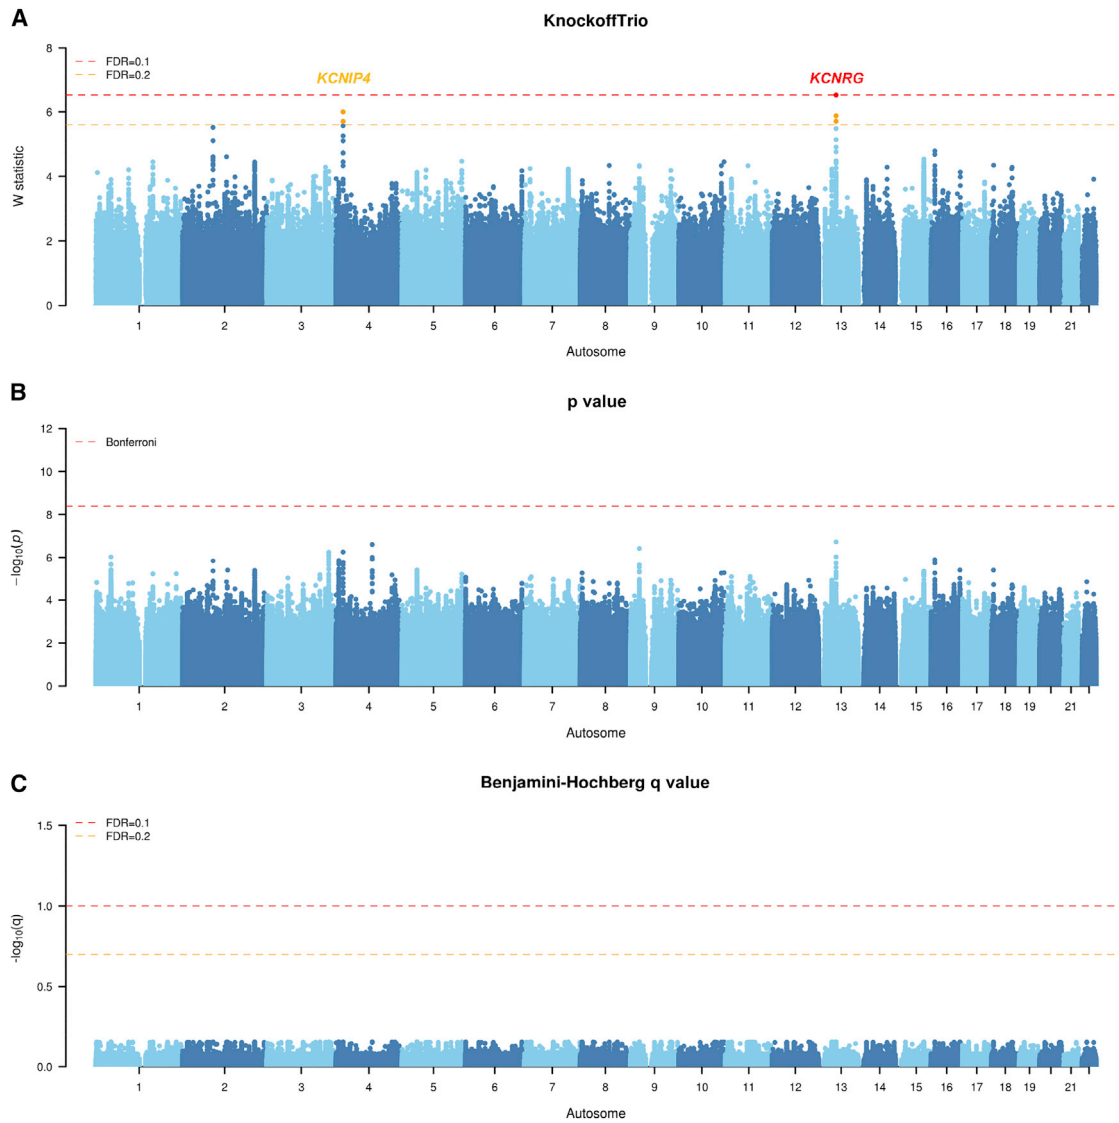 A
KnockoffTrio
FDR=0.1
FDR=0.2
KCNIP4
KCNRG
8
6
4
2
0
W statistic
1 2 3 4 5 6 7 8 9 10 11 12 13 14 15 16 17 18 19 21
Autosome
B
p value
Bonferroni
12
10
8
6
4
2
0
−log10(p)
1 2 3 4 5 6 7 8 9 10 11 12 13 14 15 16 17 18 19 21
Autosome
C
Benjamini-Hochberg q value
FDR=0.1
FDR=0.2
1.5
1.0
0.5
0.0
-log10(q)
1 2 3 4 5 6 7 8 9 10 11 12 13 14 15 16 17 18 19 21
Autosome